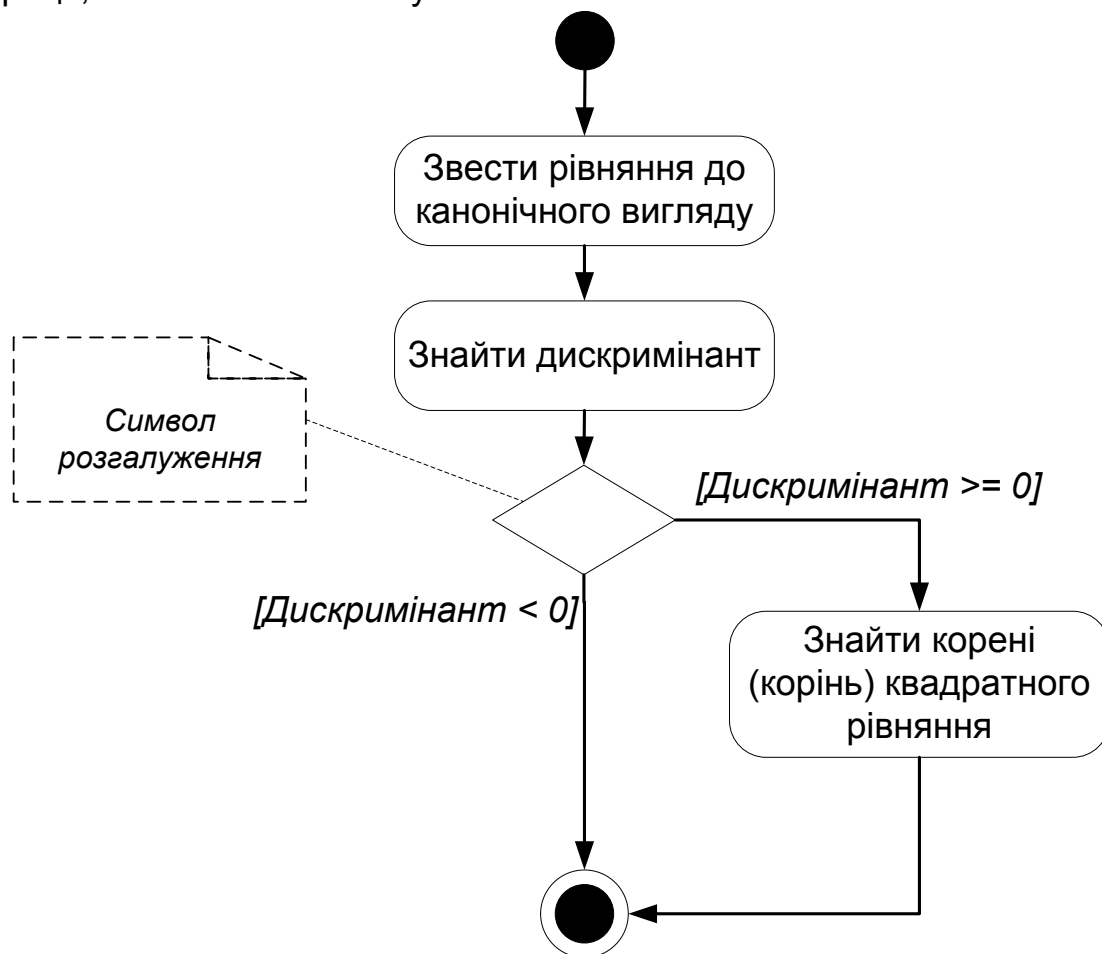 Звести рівняння до
канонічного вигляду
Знайти дискримінант
Символ
розгалуження
[Дискримінант >= 0]
[Дискримінант < 0]
Знайти корені
(корінь) квадратного
рівняння